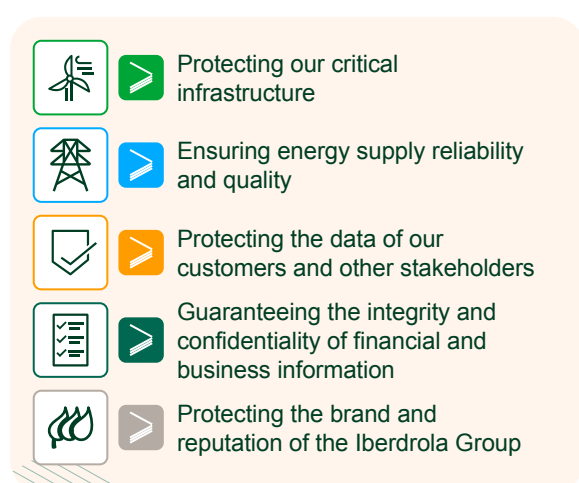 Protecting our critical
infrastructure
Ensuring energy supply reliability
and quality
Protecting the data of our
customers and other stakeholders
Guaranteeing the integrity and
confidentiality of financial and
business information
Protecting the brand and
reputation of the Iberdrola Group